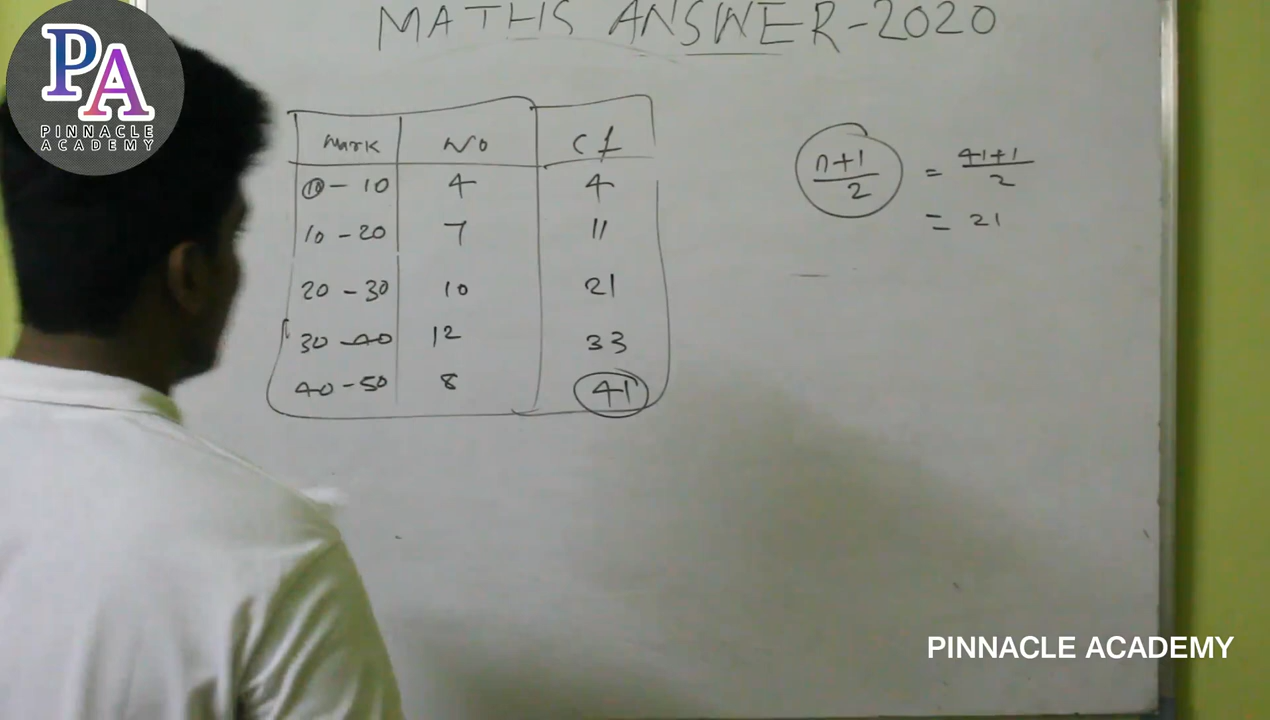 MATHS ANSWER-2020
PA
PINNACLE
ACADEMY
Mark No Cf
0 - 10 4 4
10 - 20 7 11
20 - 30 10 21
30 - 40 12 33
40 - 50 8 41
n+1/2 = 41+1/2
= 21
PINNACLE ACADEMY